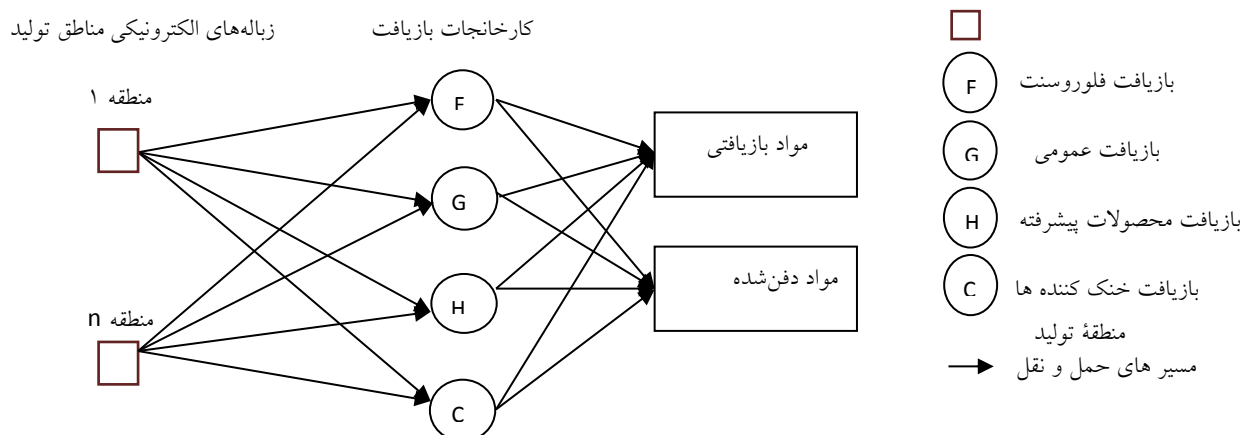 زباله‌های الکترونیکی مناطق تولید
کارخانجات بازیافت
منطقه ۱
منطقه n
F
G
H
C
مواد بازیافتی
مواد دفن‌شده
F بازیافت فلوروسنت
G بازیافت عمومی
H بازیافت محصولات پیشرفته
C بازیافت خنک کننده ها
منطقهٔ تولید
مسیر های حمل و نقل